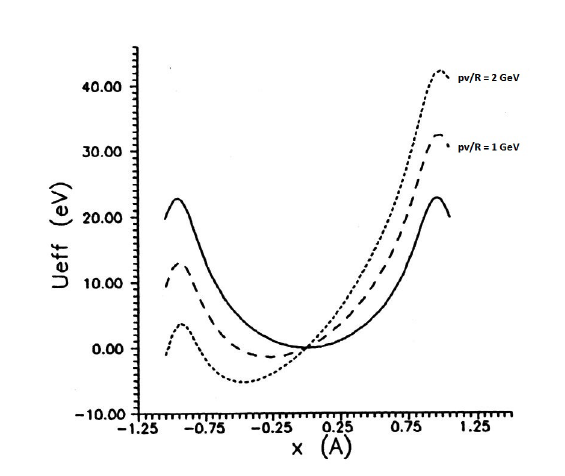 Ueff (eV)
40.00
30.00
20.00
10.00
0.00
-10.00
-1.25 -0.75 -0.25 0.25 0.75 1.25
x (A)
pv/R = 2 GeV
pv/R = 1 GeV